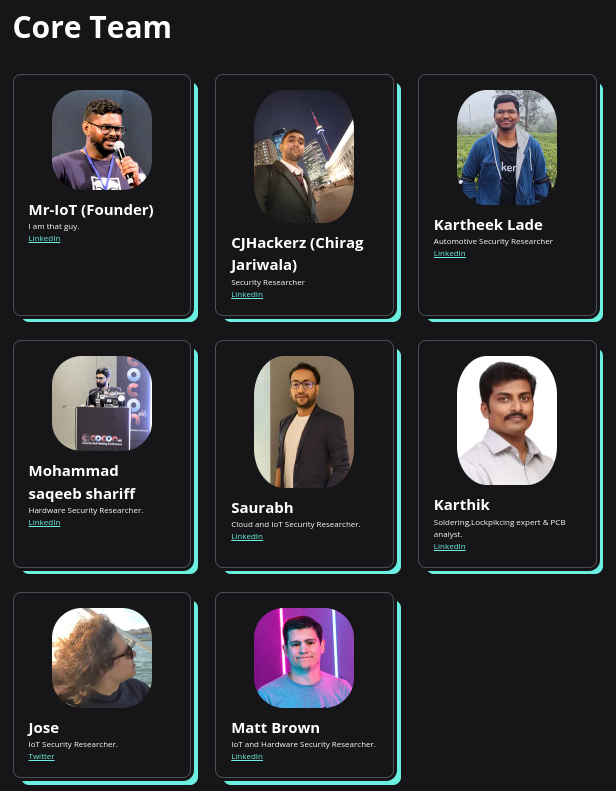 Core Team
Mr-IoT (Founder)
I am that guy.
LinkedIn
CJHackerz (Chirag
Jariwala)
Security Researcher
LinkedIn
ker
Kartheek Lade
Automotive Security Researcher
LinkedIn
Mohammad
saqeeb shariff
Hardware Security Researcher.
LinkedIn
Saurabh
Cloud and IoT Security Researcher.
LinkedIn
Karthik
Soldering,Lockpikcing expert & PCB
analyst.
LinkedIn
Jose
IoT Security Researcher.
Twitter
Matt Brown
IoT and Hardware Security Researcher.
LinkedIn